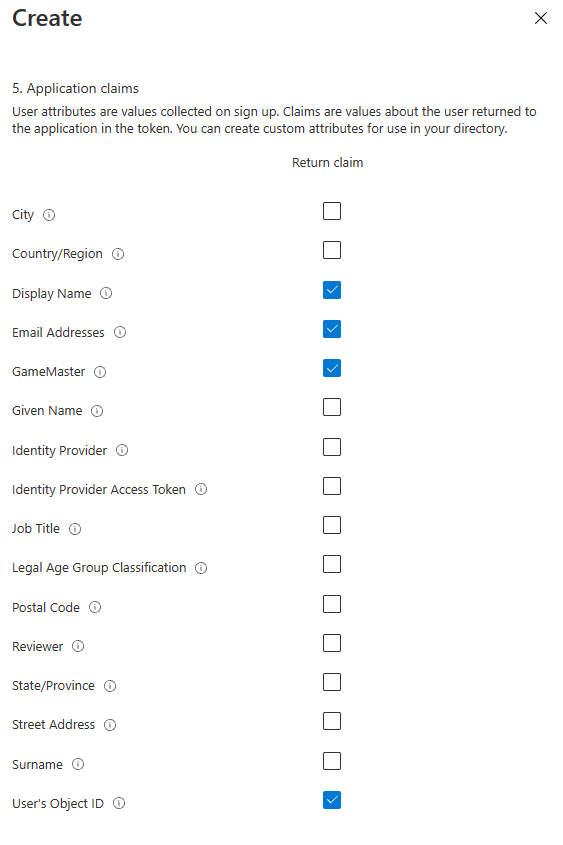 Create
5. Application claims
User attributes are values collected on sign up. Claims are values about the user returned to
the application in the token. You can create custom attributes for use in your directory.
Return claim
City
Country/Region
Display Name
Email Addresses
GameMaster
Given Name
Identity Provider
Identity Provider Access Token
Job Title
Legal Age Group Classification
Postal Code
Reviewer
State/Province
Street Address
Surname
User's Object ID